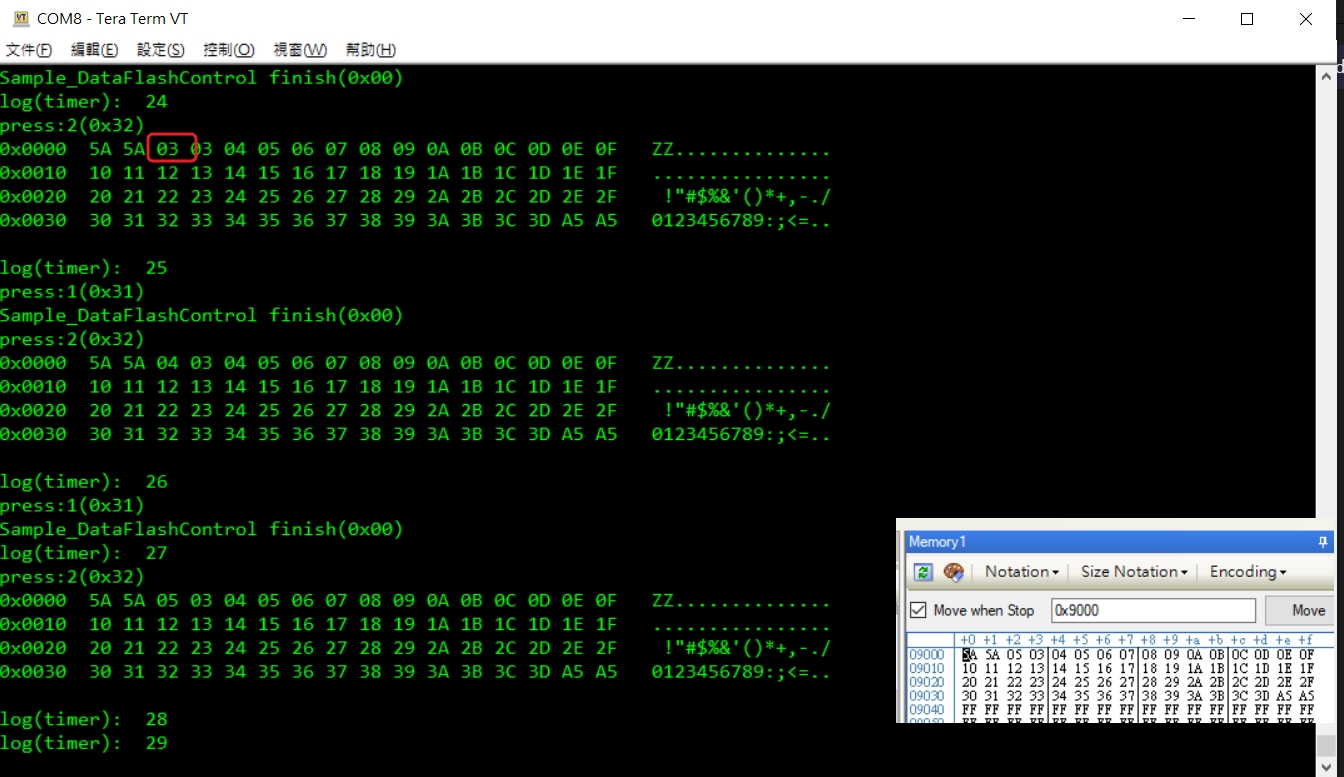 COM8 - Tera Term VT
文件(F) 編輯(E) 設定(S) 控制(O) 視窗(W) 幫助(H)
Sample_DataFlashControl finish(0x00)
log(timer):  24
press:2(0x32)
0x0000  5A 5A 03 03 04 05 06 07 08 09 0A 0B 0C 0D 0E 0F   ZZ..............
0x0010  10 11 12 13 14 15 16 17 18 19 1A 1B 1C 1D 1E 1F   ................
0x0020  20 21 22 23 24 25 26 27 28 29 2A 2B 2C 2D 2E 2F    !"#$%&'()*+,-./
0x0030  30 31 32 33 34 35 36 37 38 39 3A 3B 3C 3D A5 A5   0123456789:;<=..
log(timer):  25
press:1(0x31)
Sample_DataFlashControl finish(0x00)
press:2(0x32)
0x0000  5A 5A 04 03 04 05 06 07 08 09 0A 0B 0C 0D 0E 0F   ZZ..............
0x0010  10 11 12 13 14 15 16 17 18 19 1A 1B 1C 1D 1E 1F   ................
0x0020  20 21 22 23 24 25 26 27 28 29 2A 2B 2C 2D 2E 2F    !"#$%&'()*+,-./
0x0030  30 31 32 33 34 35 36 37 38 39 3A 3B 3C 3D A5 A5   0123456789:;<=..
log(timer):  26
press:1(0x31)
Sample_DataFlashControl finish(0x00)
log(timer):  27
press:2(0x32)
0x0000  5A 5A 05 03 04 05 06 07 08 09 0A 0B 0C 0D 0E 0F   ZZ..............
0x0010  10 11 12 13 14 15 16 17 18 19 1A 1B 1C 1D 1E 1F   ................
0x0020  20 21 22 23 24 25 26 27 28 29 2A 2B 2C 2D 2E 2F    !"#$%&'()*+,-./
0x0030  30 31 32 33 34 35 36 37 38 39 3A 3B 3C 3D A5 A5   0123456789:;<=..
log(timer):  28
log(timer):  29
Memory1
Notation Size Notation Encoding
Move when Stop 0x9000 Move
+0 +1 +2 +3 +4 +5 +6 +7 +8 +9 +a +b +c +d +e +f
09000 5A 5A 05 03 04 05 06 07 08 09 0A 0B 0C 0D 0E 0F
09010 10 11 12 13 14 15 16 17 18 19 1A 1B 1C 1D 1E 1F
09020 20 21 22 23 24 25 26 27 28 29 2A 2B 2C 2D 2E 2F
09030 30 31 32 33 34 35 36 37 38 39 3A 3B 3C 3D A5 A5
09040 FF FF FF FF FF FF FF FF FF FF FF FF FF FF FF FF